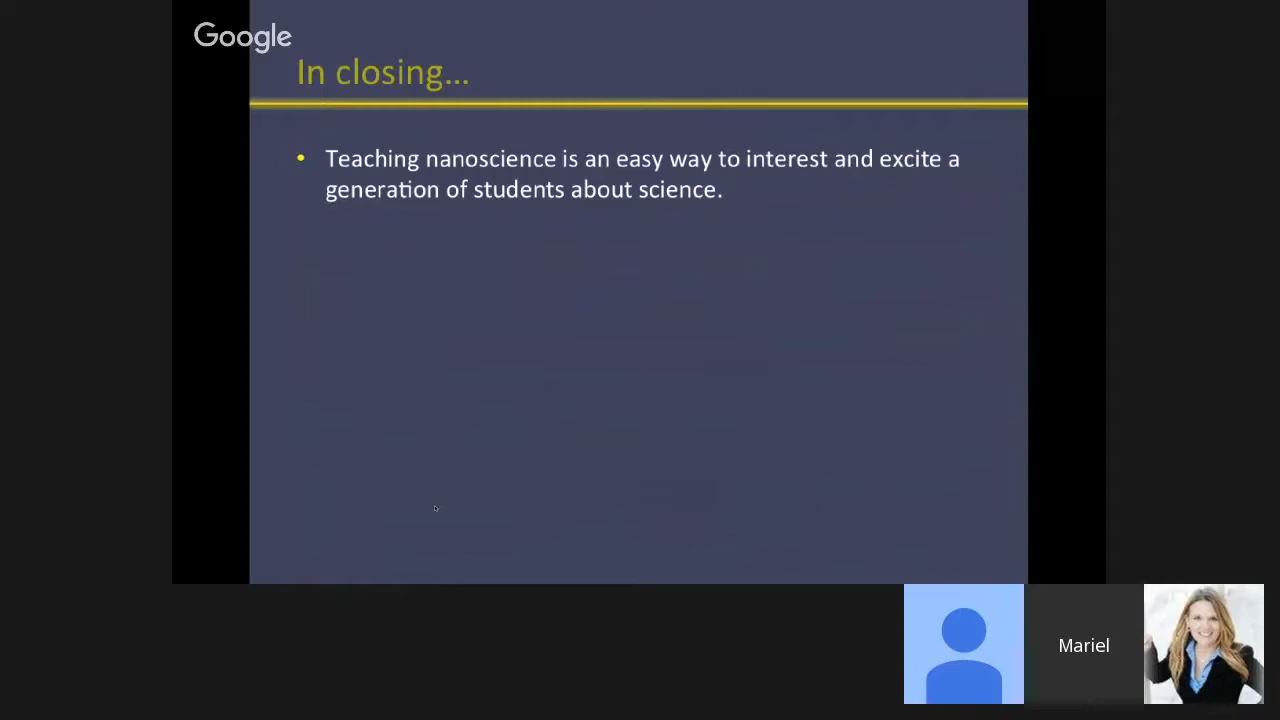 Google
In closing...
• Teaching nanoscience is an easy way to interest and excite a
generation of students about science.
Mariel